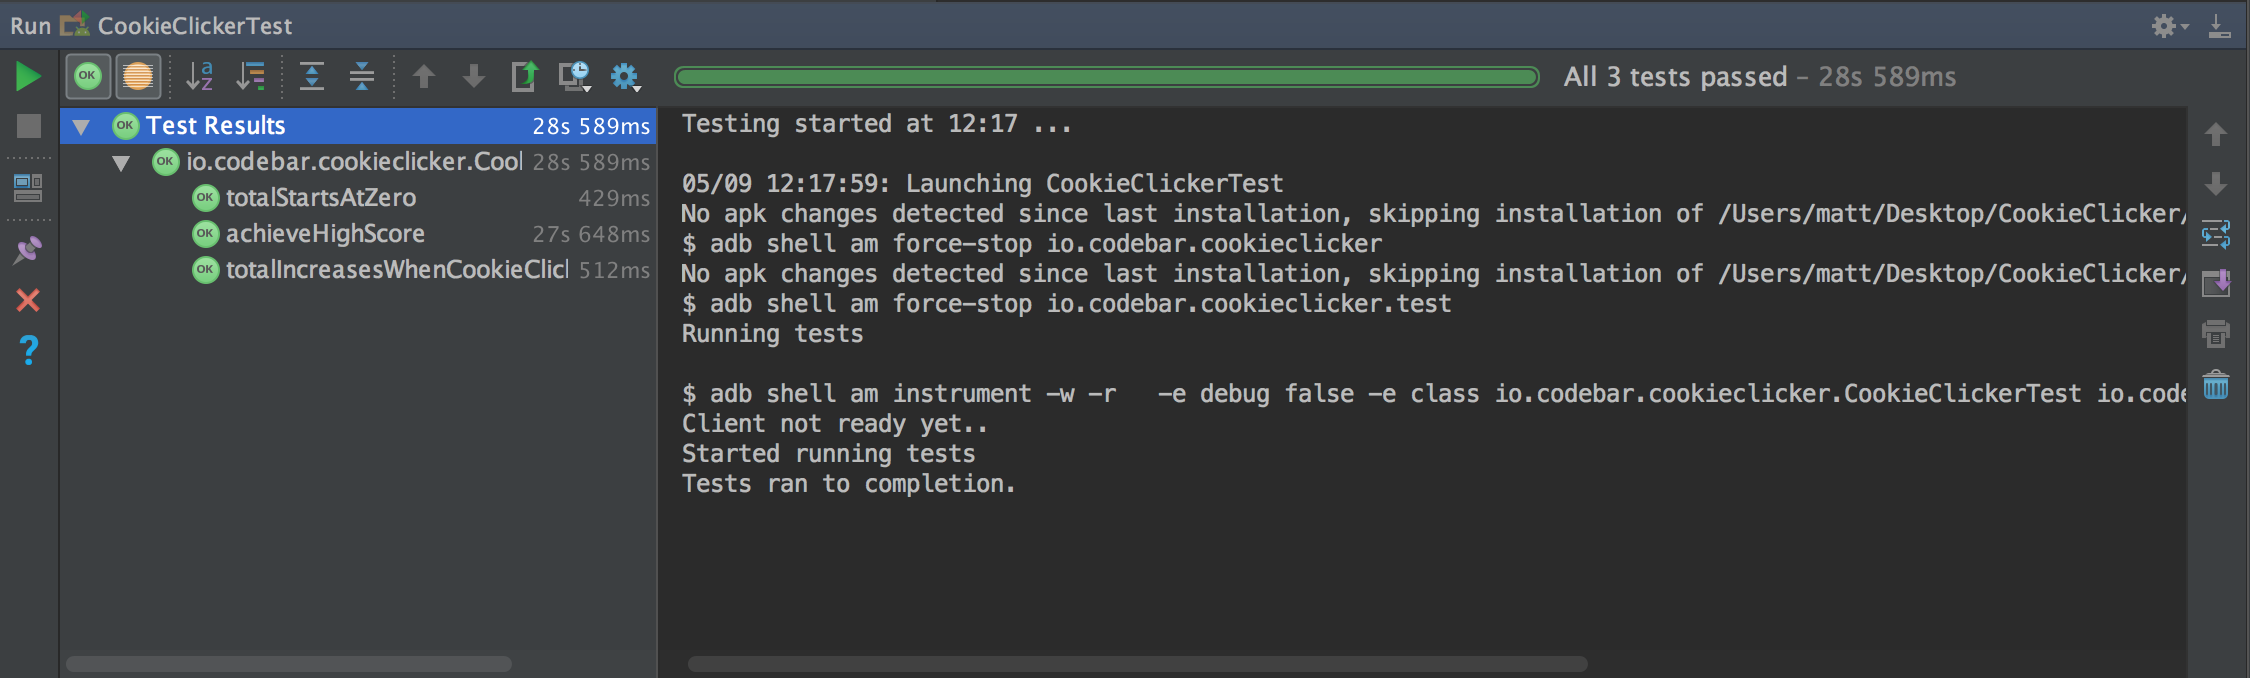 Run CookieClickerTest
All 3 tests passed – 28s 589ms
Test Results 28s 589ms
io.codebar.cookieclicker.Cool 28s 589ms
OK totalStartsAtZero 429ms
OK achieveHighScore 27s 648ms
OK totalIncreasesWhenCookieClicl 512ms
Testing started at 12:17 ...
05/09 12:17:59: Launching CookieClickerTest
No apk changes detected since last installation, skipping installation of /Users/matt/Desktop/CookieClicker/
$ adb shell am force-stop io.codebar.cookieclicker
No apk changes detected since last installation, skipping installation of /Users/matt/Desktop/CookieClicker/
$ adb shell am force-stop io.codebar.cookieclicker.test
Running tests
$ adb shell am instrument -w -r   -e debug false -e class io.codebar.cookieclicker.CookieClickerTest io.code
Client not ready yet..
Started running tests
Tests ran to completion.